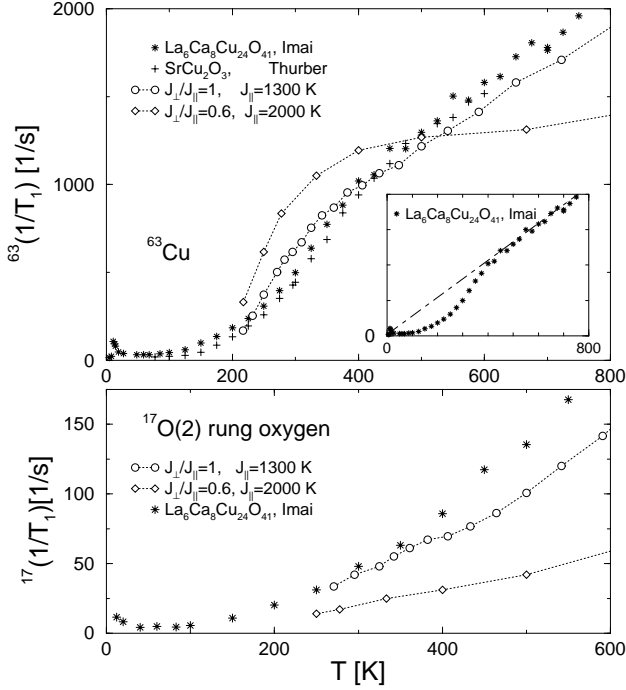 2000
1000
0
⁶³(1/T₁) [1/s]
La₆Ca₈Cu₂₄O₄₁, Imai
SrCu₂O₃, Thurber
J⊥/J||=1, J||=1300 K
J⊥/J||=0.6, J||=2000 K
⁶³Cu
La₆Ca₈Cu₂₄O₄₁, Imai
0
0 400 800
0 200 400 600 800
150
100
50
0
¹⁷(1/T₁)[1/s]
¹⁷O(2) rung oxygen
J⊥/J||=1, J||=1300 K
J⊥/J||=0.6, J||=2000 K
La₆Ca₈Cu₂₄O₄₁, Imai
0 200 400 600
T [K]